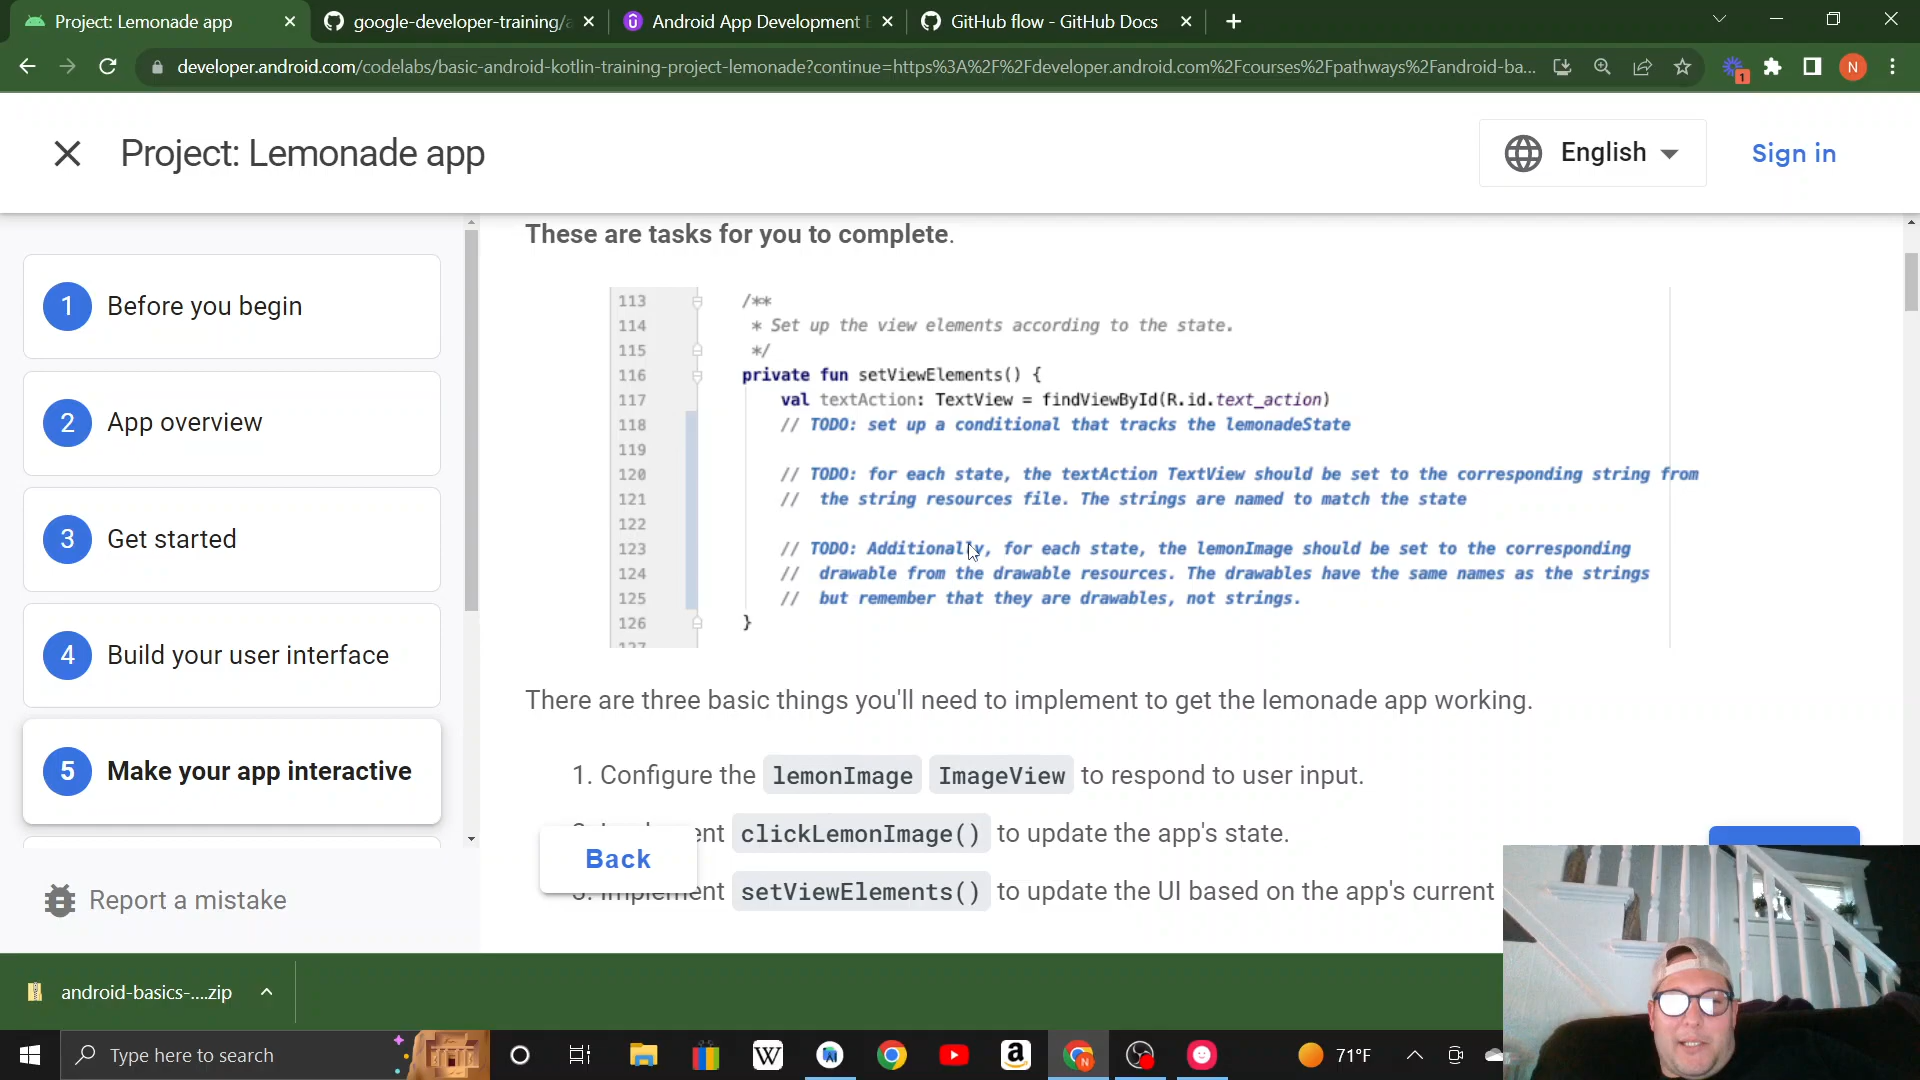 Project: Lemonade app
google-developer-training/a
Android App Development E
GitHub flow - GitHub Docs
developer.android.com/codelabs/basic-android-kotlin-training-project-lemonade?continue=https%3A%2F%2Fdeveloper.android.com%2Fcourses%2Fpathways%2Fandroid-ba...
1
N
Project: Lemonade app
English
Sign in
1 Before you begin
2 App overview
3 Get started
4 Build your user interface
5 Make your app interactive
Report a mistake
These are tasks for you to complete.
113 /**
114 * Set up the view elements according to the state.
115 */
116 private fun setViewElements() {
117 val textAction: TextView = findViewById(R.id.text_action)
118 // TODO: set up a conditional that tracks the lemonadeState
119
120 // TODO: for each state, the textAction TextView should be set to the corresponding string from
121 // the string resources file. The strings are named to match the state
122
123 // TODO: Additionally, for each state, the lemonImage should be set to the corresponding
124 // drawable from the drawable resources. The drawables have the same names as the strings
125 // but remember that they are drawables, not strings.
126 }
127
There are three basic things you'll need to implement to get the lemonade app working.
1. Configure the lemonImage ImageView to respond to user input.
clickLemonImage() to update the app's state.
Back
setViewElements() to update the UI based on the app's current
android-basics-....zip
Type here to search
W
a
N
71°F